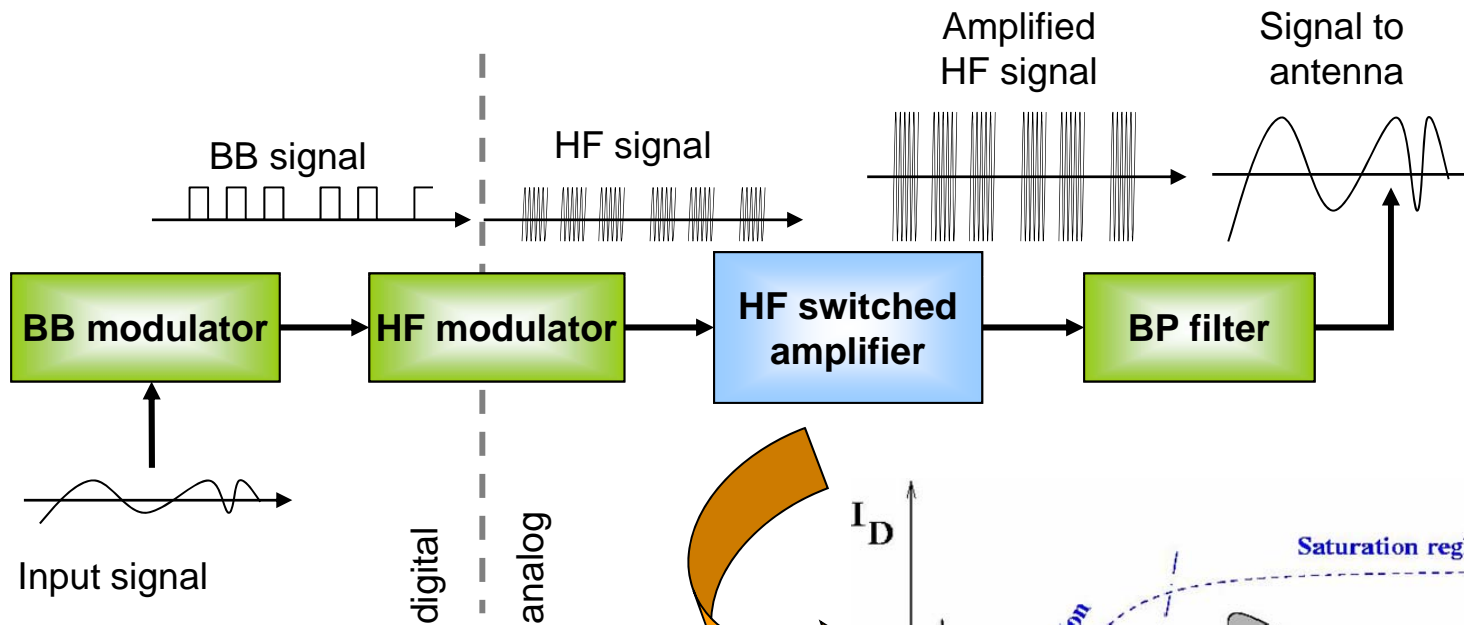 Amplified
HF signal
Signal to
antenna
BB signal
HF signal
BB modulator
HF modulator
HF switched
amplifier
BP filter
Input signal
digital
analog
I_D
Saturation reg